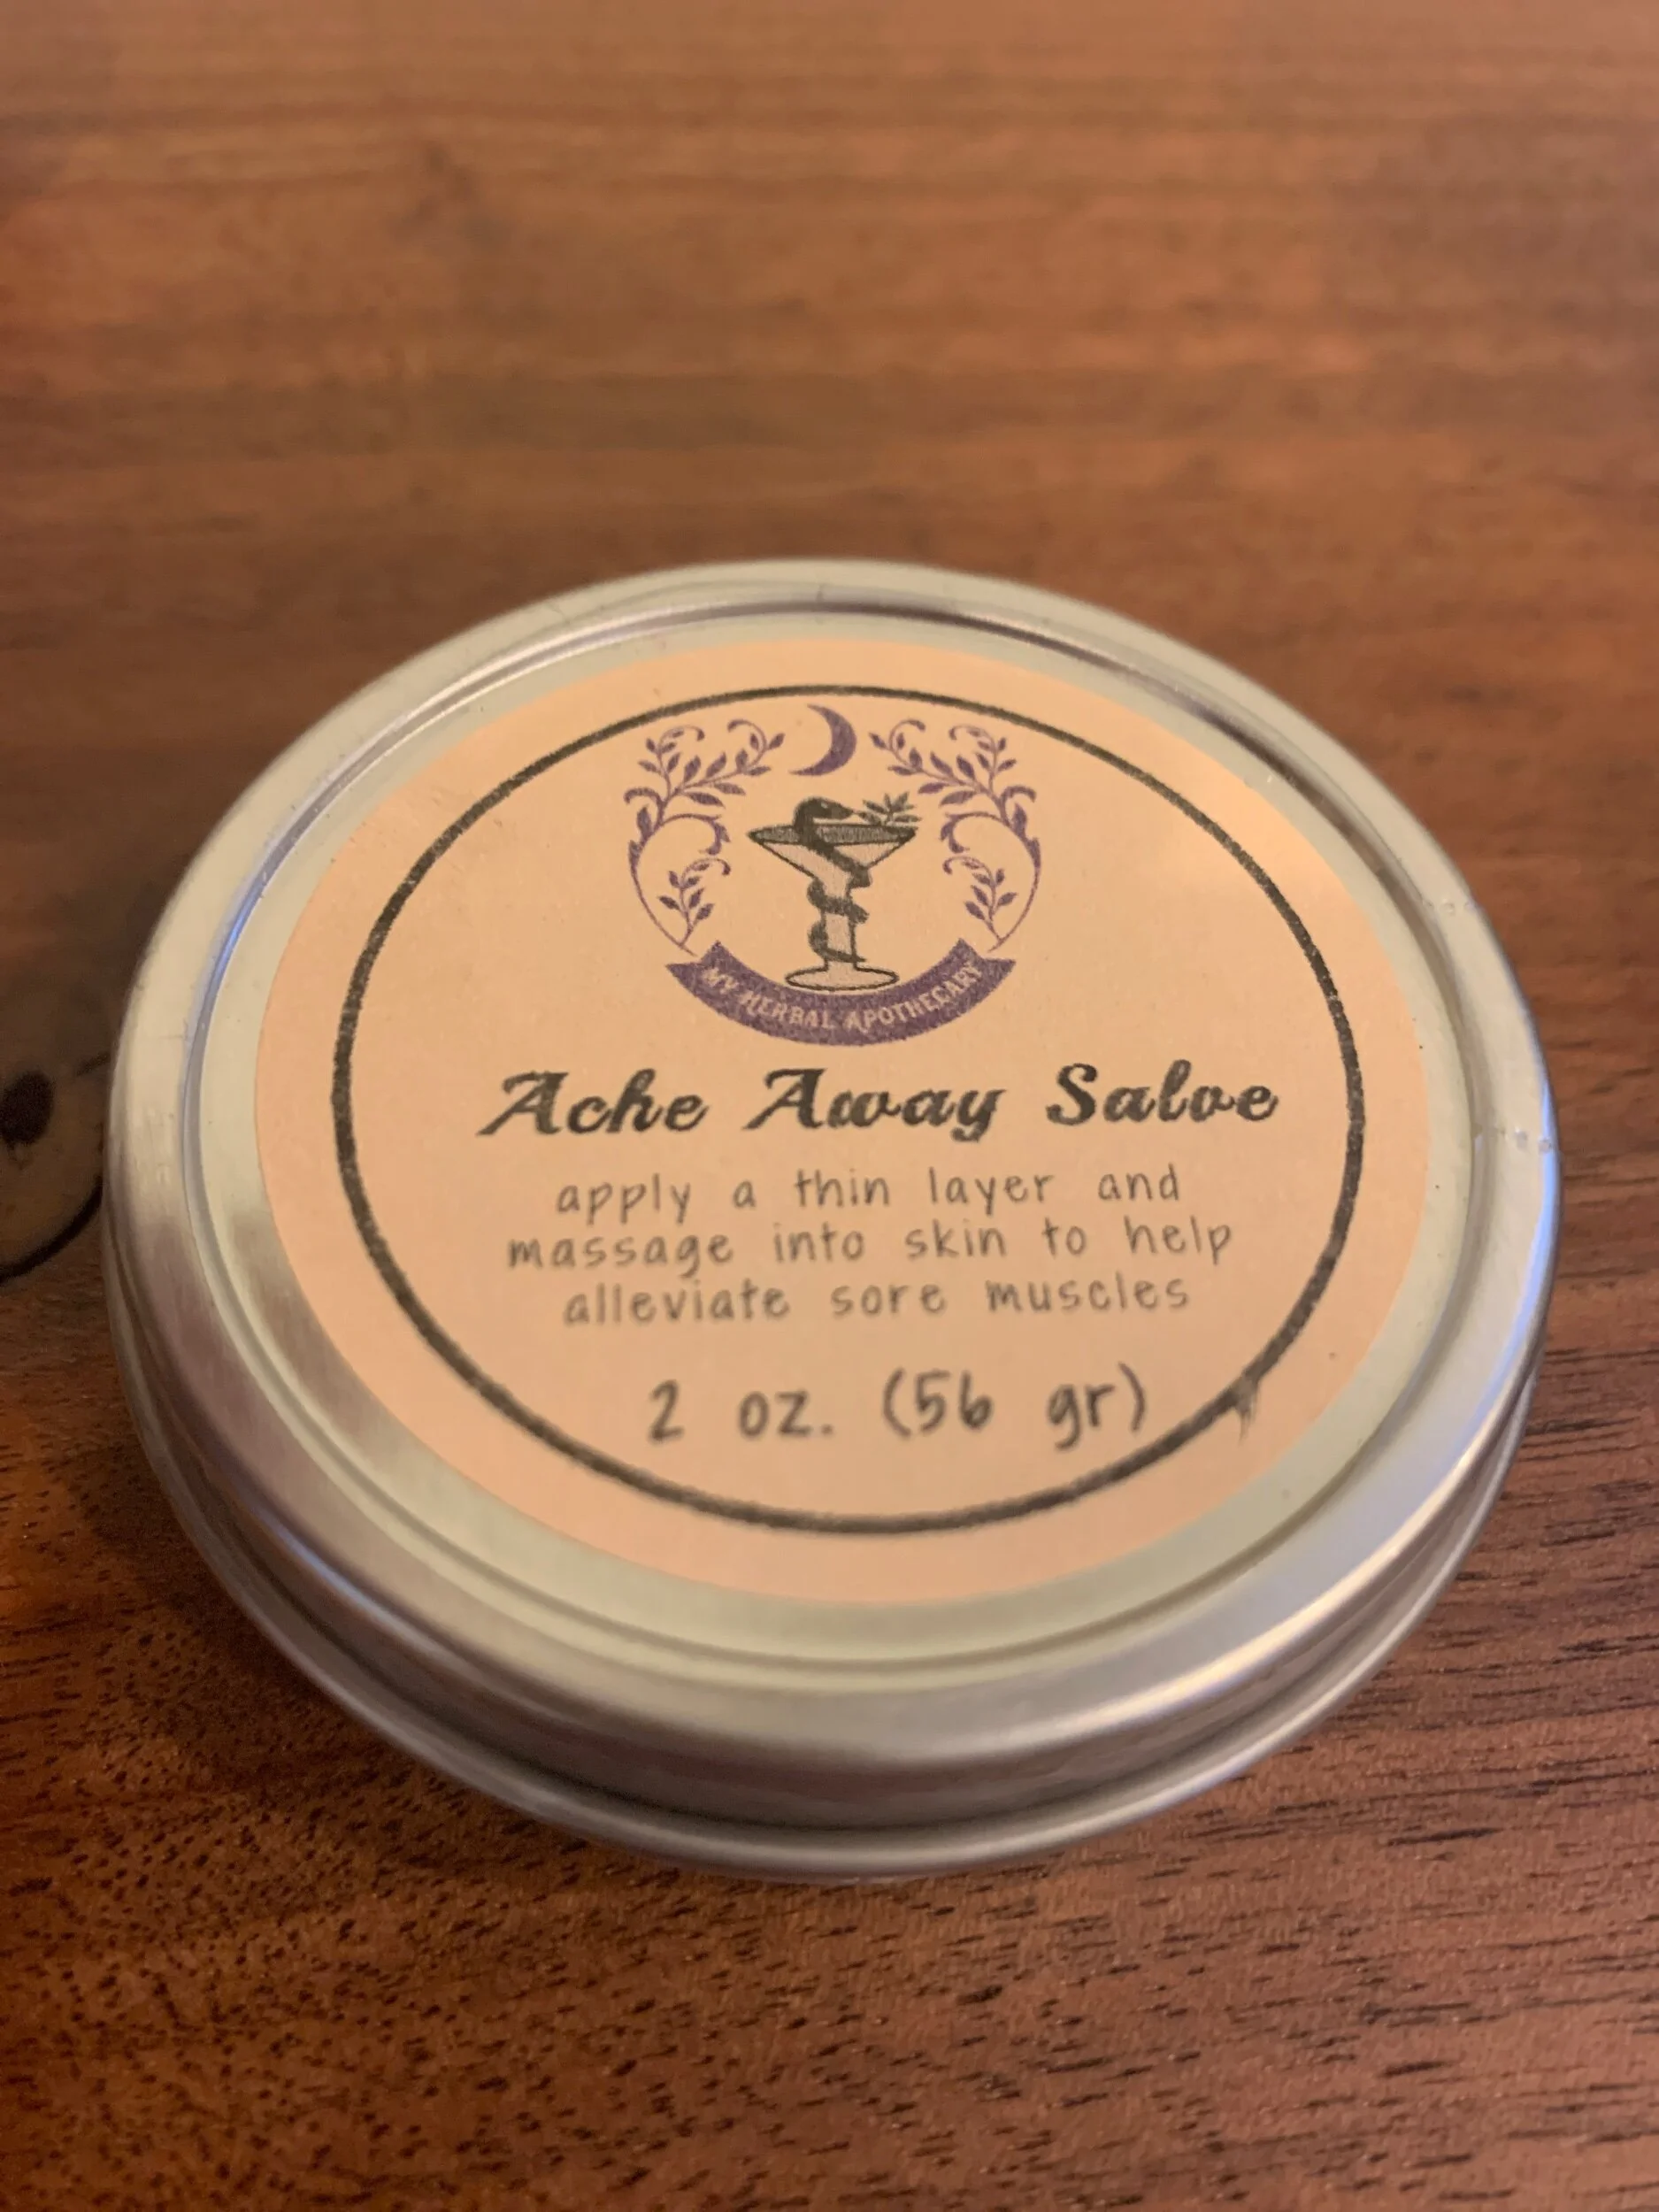 MY HERBAL APOTHECARY
Ache Away Salve
apply a thin layer and
massage into skin to help
alleviate sore muscles
2 oz. (56 gr)